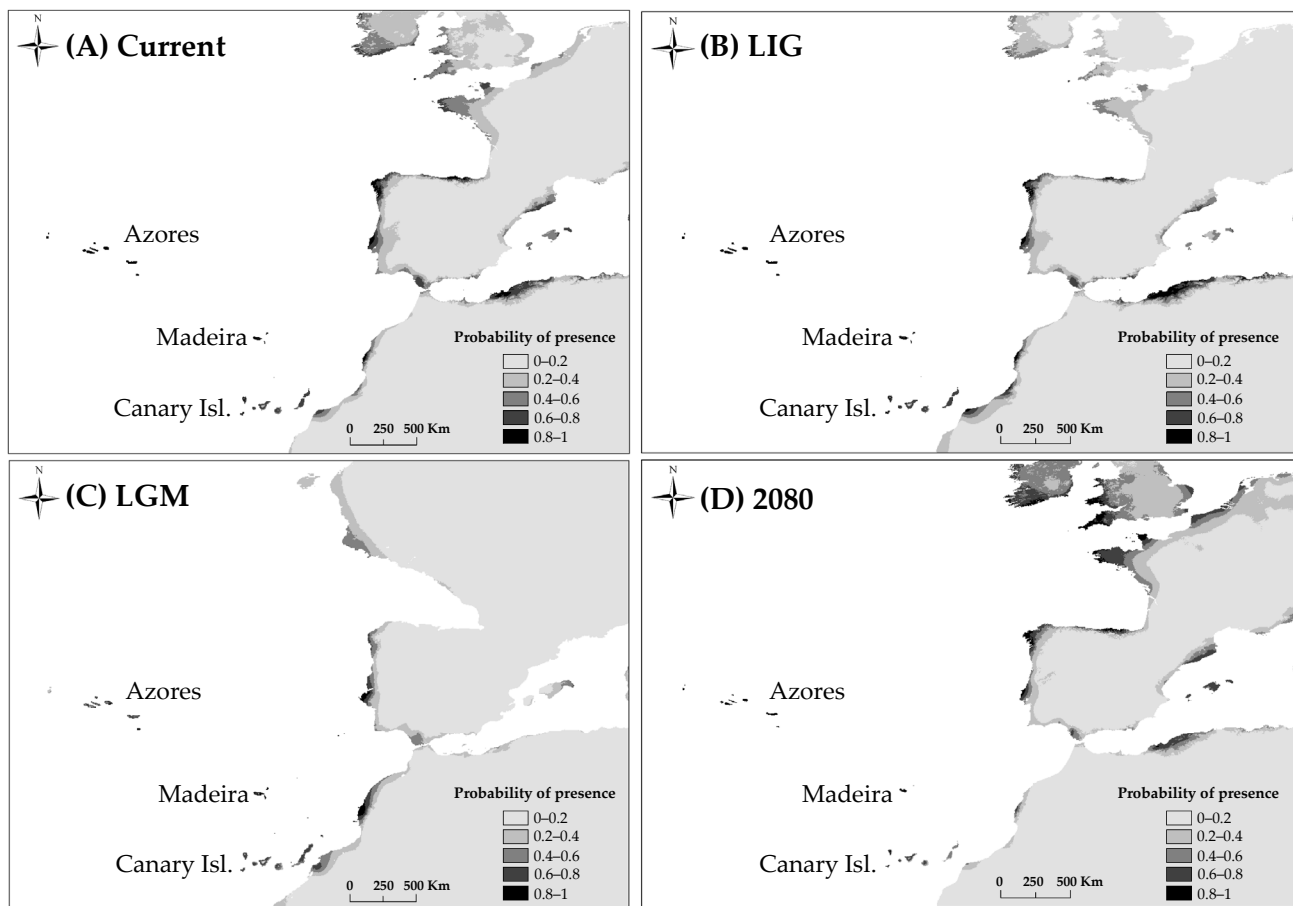 N
(A) Current
Azores
Madeira
Canary Isl.
Probability of presence
0–0.2
0.2–0.4
0.4–0.6
0.6–0.8
0.8–1
0 250 500 Km
N
(B) LIG
Azores
Madeira
Canary Isl.
Probability of presence
0–0.2
0.2–0.4
0.4–0.6
0.6–0.8
0.8–1
0 250 500 Km
N
(C) LGM
Azores
Madeira
Canary Isl.
Probability of presence
0–0.2
0.2–0.4
0.4–0.6
0.6–0.8
0.8–1
0 250 500 Km
N
(D) 2080
Azores
Madeira
Canary Isl.
Probability of presence
0–0.2
0.2–0.4
0.4–0.6
0.6–0.8
0.8–1
0 250 500 Km